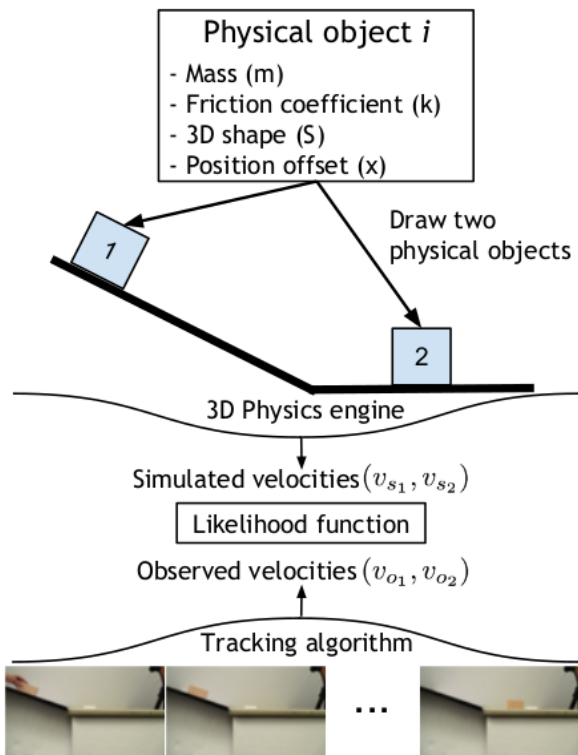 Physical object i
- Mass (m)
- Friction coefficient (k)
- 3D shape (S)
- Position offset (x)
1
Draw two
physical objects
2
3D Physics engine
Simulated velocities (v_{s_1}, v_{s_2})
Likelihood function
Observed velocities (v_{o_1}, v_{o_2})
Tracking algorithm
...